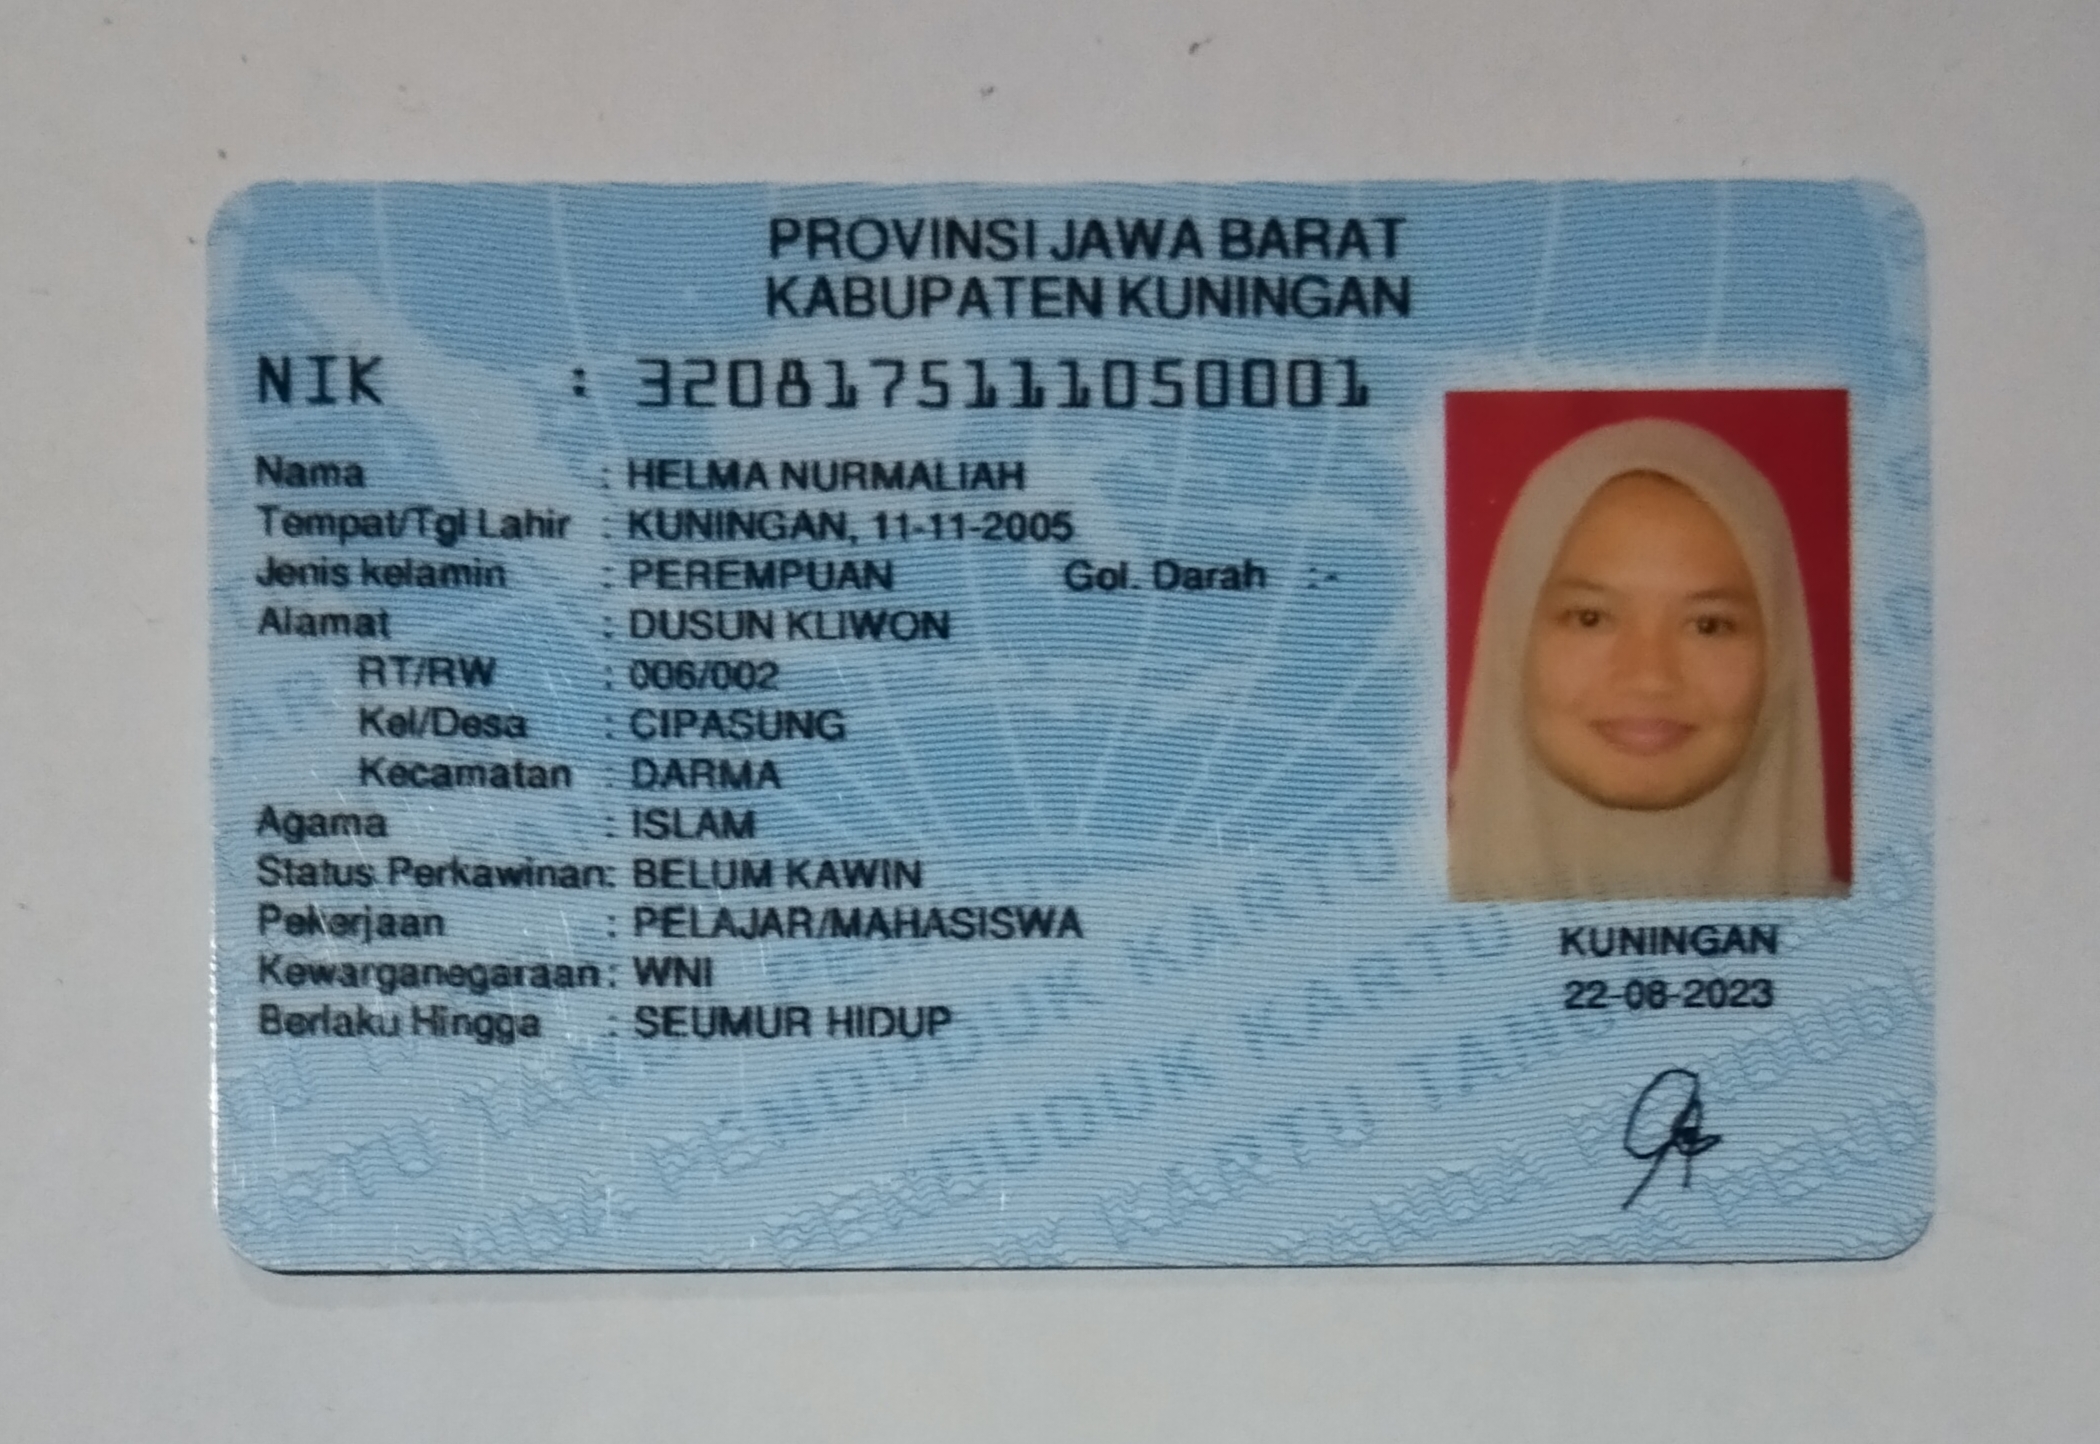 PROVINSI JAWA BARAT
KABUPATEN KUNINGAN
NIK : 3208175111050001
Nama : HELMA NURMALIAH
Tempat/Tgl Lahir : KUNINGAN, 11-11-2005
Jenis kelamin : PEREMPUAN Gol. Darah :-
Alamat : DUSUN KLIWON
RT/RW : 006/002
Kel/Desa : CIPASUNG
Kecamatan : DARMA
Agama : ISLAM
Status Perkawinan: BELUM KAWIN
Pekerjaan : PELAJAR/MAHASISWA
Kewarganegaraan: WNI
Berlaku Hingga : SEUMUR HIDUP
KUNINGAN
22-08-2023